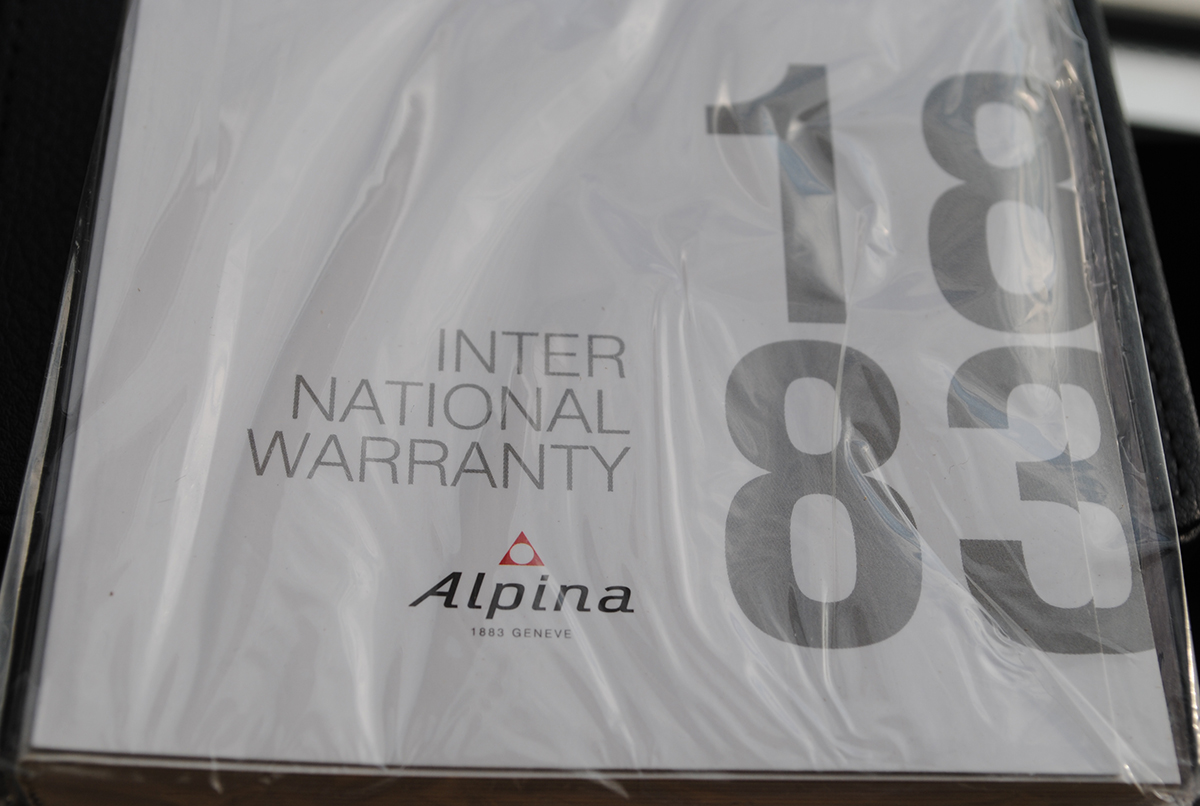 18
83
INTER
NATIONAL
WARRANTY
Alpina
1883 GENEVE